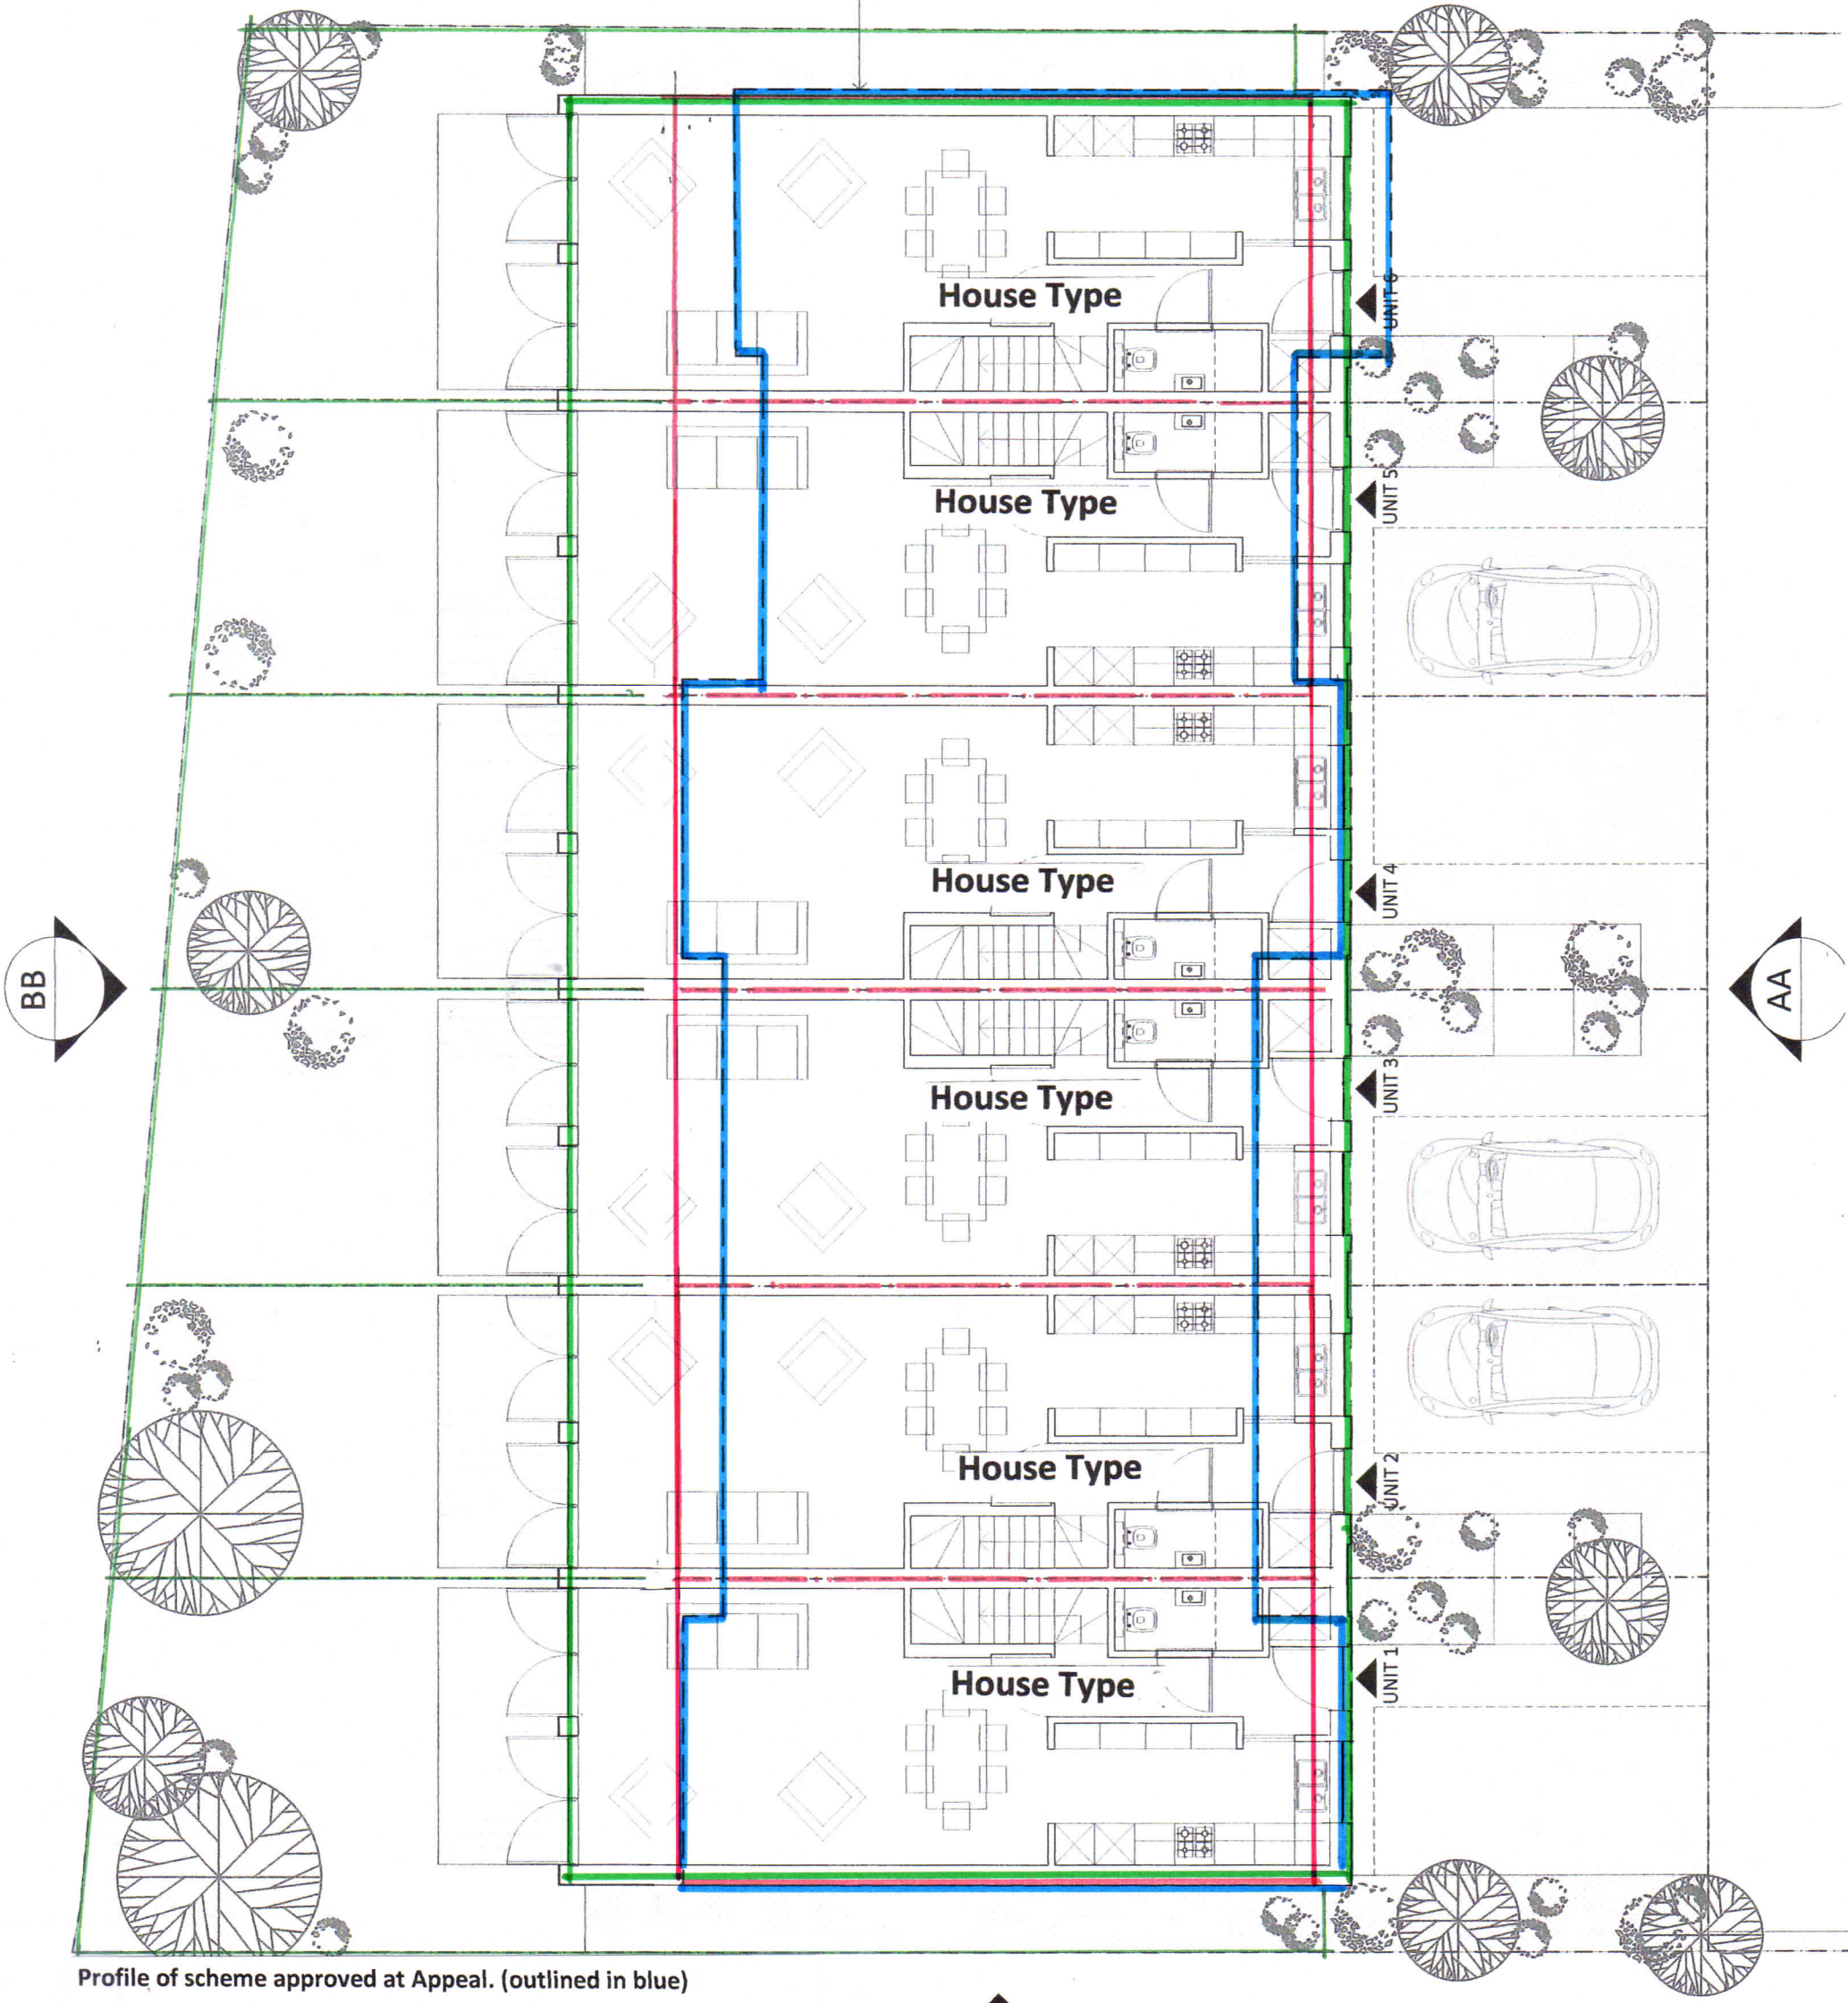 House Type
UNIT 6
House Type
UNIT 5
House Type
UNIT 4
BB
AA
House Type
UNIT 3
House Type
UNIT 2
House Type
UNIT 1
Profile of scheme approved at Appeal. (outlined in blue)